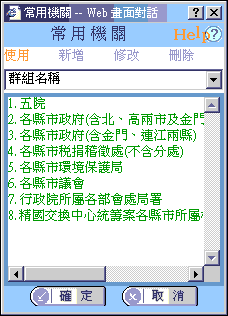 常用機關 -- Web 畫面對話
常用機關 Help ?
使用 新增 修改 刪除
群組名稱
1. 五院
2. 各縣市政府(含北、高兩市及金門
3. 各縣市政府(含金門、連江兩縣)
4. 各縣市稅捐稽徵處(不含分處)
5. 各縣市環境保護局
6. 各縣市議會
7. 行政院所屬各部會處局署
8. 精國交換中心統籌案各縣市所屬
確定 取消